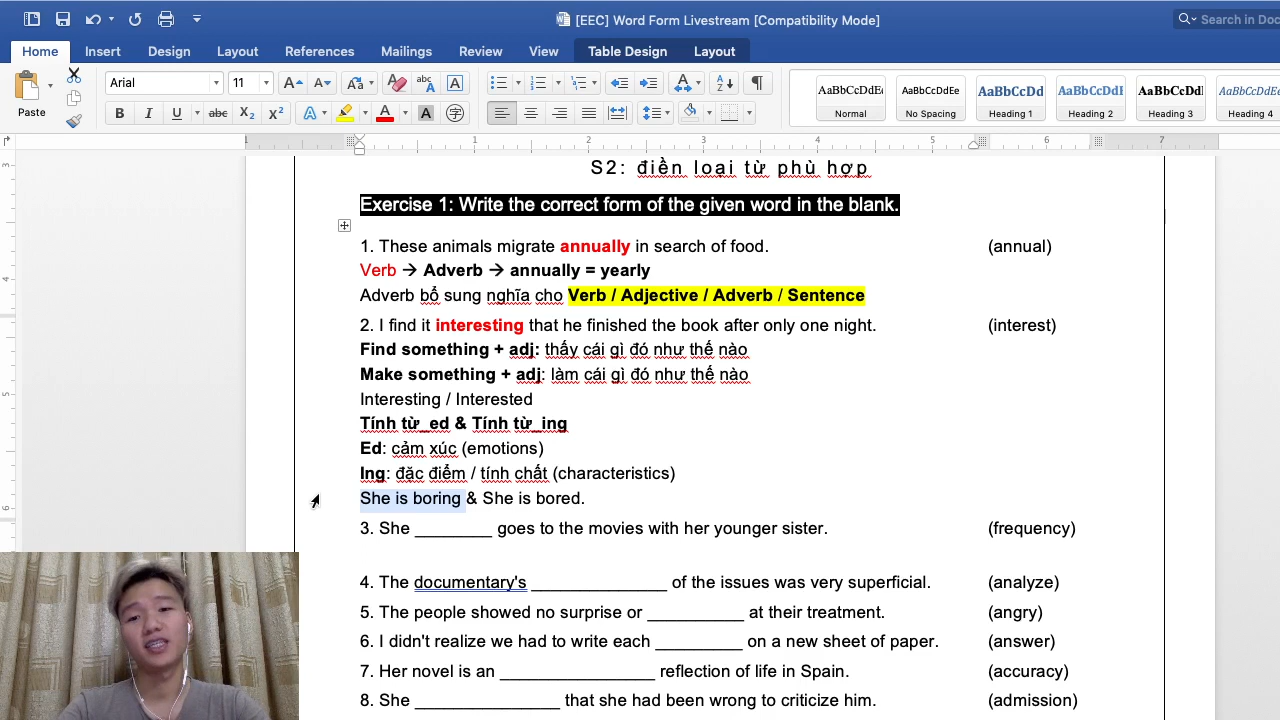 [EEC] Word Form Livestream [Compatibility Mode]
Search in Doc
Home Insert Design Layout References Mailings Review View Table Design Layout
Paste
Arial 11
AaBbCcDdEe Normal
AaBbCcDdEe No Spacing
AaBbCcDd Heading 1
AaBbCcDdE Heading 2
AaBbCcDdE Heading 3
AaBbCcDdEe Heading 4
1 1 2 3 4 5 6 7
S2: điền loại từ phù hợp
Exercise 1: Write the correct form of the given word in the blank.
1. These animals migrate annually in search of food. (annual)
Verb → Adverb → annually = yearly
Adverb bổ sung nghĩa cho Verb / Adjective / Adverb / Sentence
2. I find it interesting that he finished the book after only one night. (interest)
Find something + adj: thấy cái gì đó như thế nào
Make something + adj: làm cái gì đó như thế nào
Interesting / Interested
Tính từ_ed & Tính từ_ing
Ed: cảm xúc (emotions)
Ing: đặc điểm / tính chất (characteristics)
She is boring & She is bored.
3. She ________ goes to the movies with her younger sister. (frequency)
4. The documentary's ______________ of the issues was very superficial. (analyze)
5. The people showed no surprise or __________ at their treatment. (angry)
6. I didn't realize we had to write each _________ on a new sheet of paper. (answer)
7. Her novel is an ________________ reflection of life in Spain. (accuracy)
8. She _______________ that she had been wrong to criticize him. (admission)